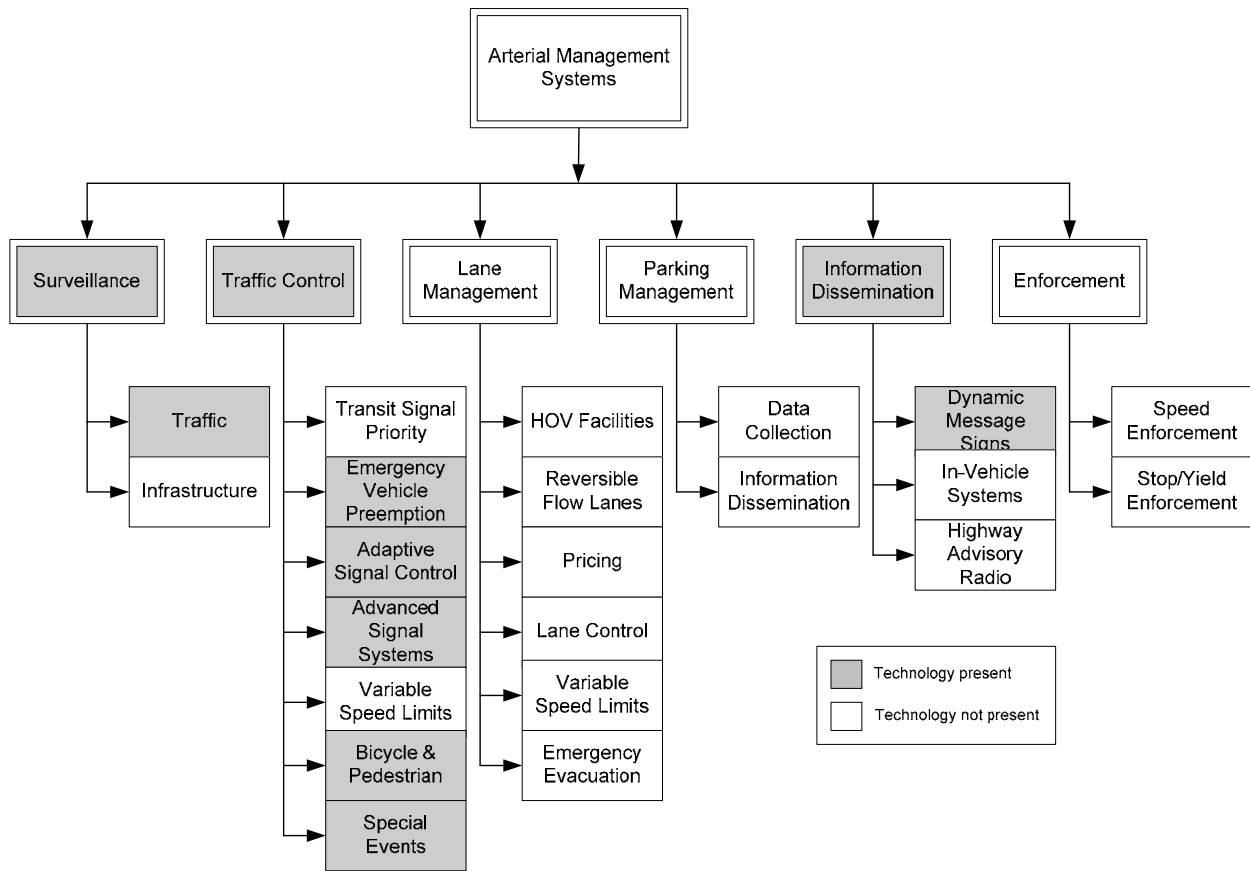 Arterial Management
Systems
Surveillance
Traffic Control
Lane
Management
Parking
Management
Information
Dissemination
Enforcement
Traffic
Infrastructure
Transit Signal
Priority
Emergency
Vehicle
Preemption
Adaptive
Signal Control
Advanced
Signal
Systems
Variable
Speed Limits
Bicycle &
Pedestrian
Special
Events
HOV Facilities
Reversible
Flow Lanes
Pricing
Lane Control
Variable
Speed Limits
Emergency
Evacuation
Data
Collection
Information
Dissemination
Dynamic
Message
Signs
In-Vehicle
Systems
Highway
Advisory
Radio
Speed
Enforcement
Stop/Yield
Enforcement
Technology present
Technology not present